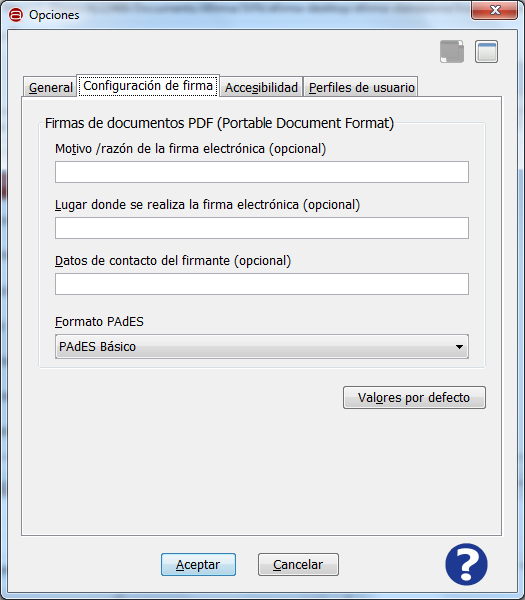 Opciones
General
Configuración de firma
Accesibilidad
Perfiles de usuario
Firmas de documentos PDF (Portable Document Format)
Motivo /razón de la firma electrónica (opcional)
Lugar donde se realiza la firma electrónica (opcional)
Datos de contacto del firmante (opcional)
Formato PAdES
PAdES Básico
Valores por defecto
Aceptar
Cancelar
?